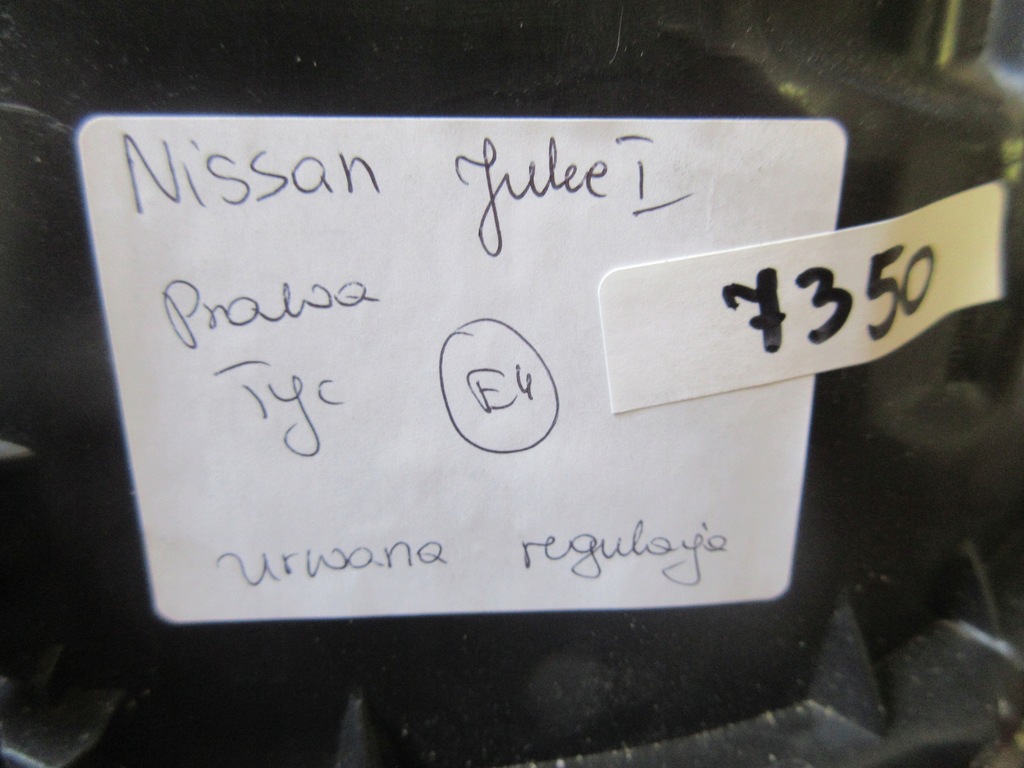 Nissan Juke I
Prawa
7350
Tyc E4
urwana regulacja